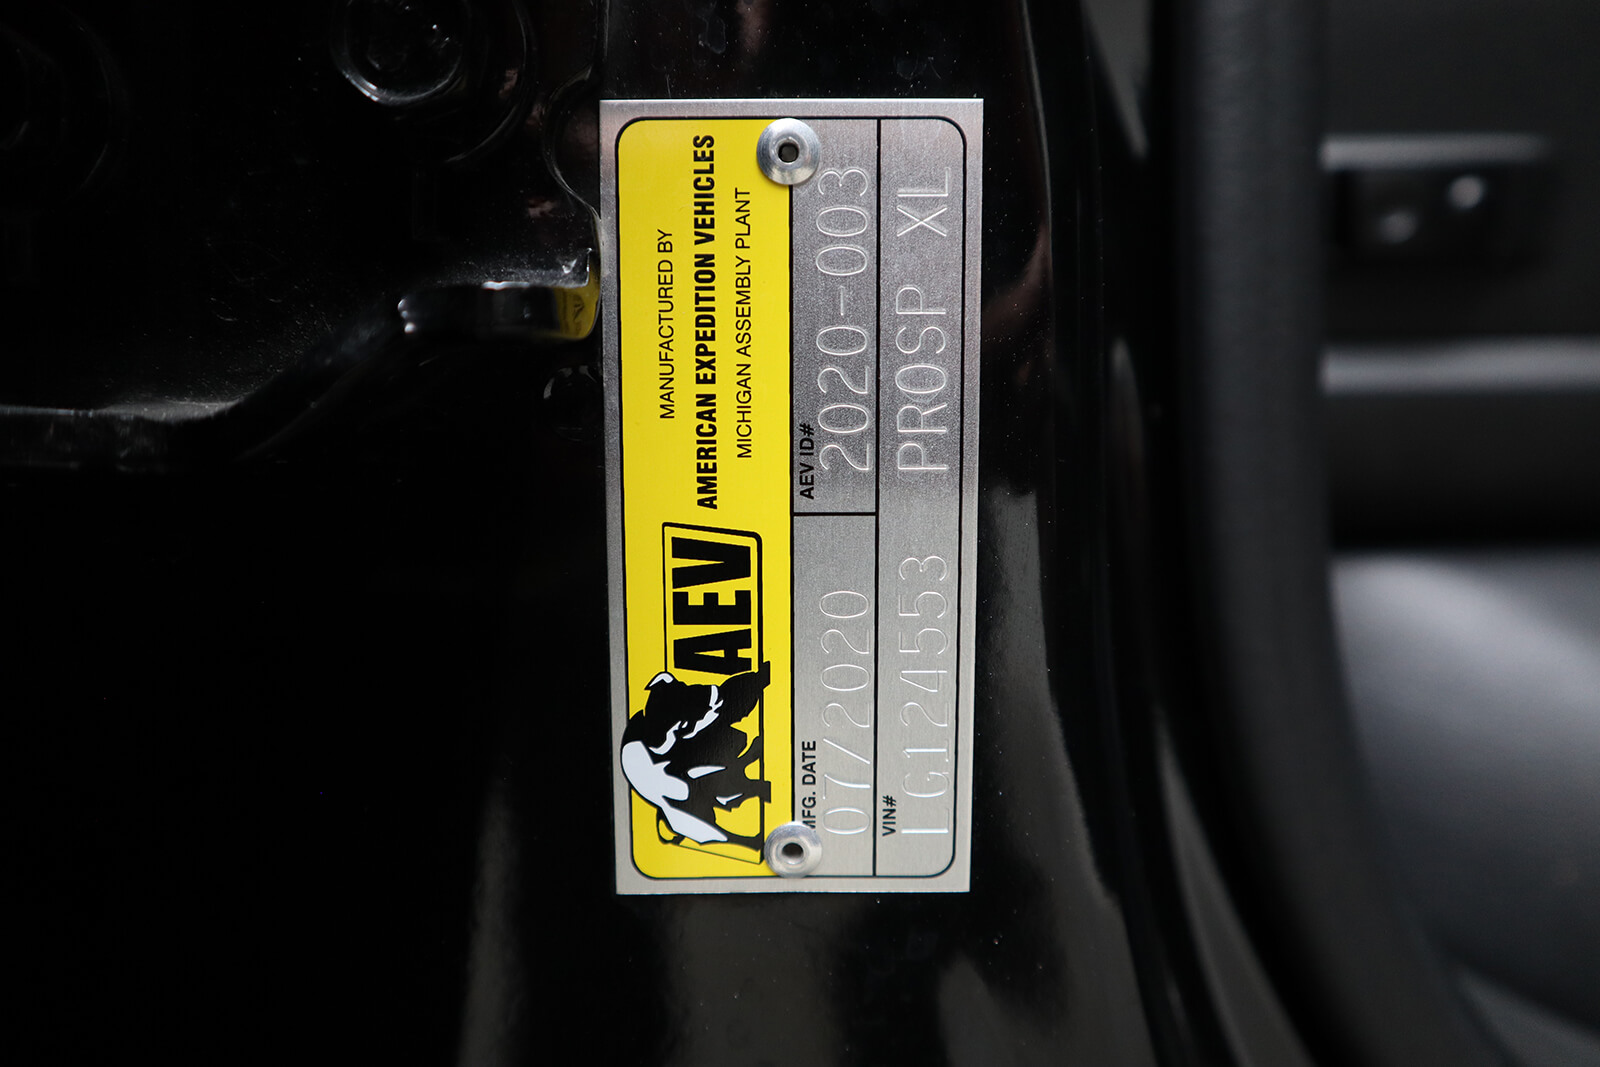 AEV
MANUFACTURED BY
AMERICAN EXPEDITION VEHICLES
MICHIGAN ASSEMBLY PLANT
MFG. DATE
07/2020
AEV ID#
2020-003
VIN#
LG124553 PROSP XL